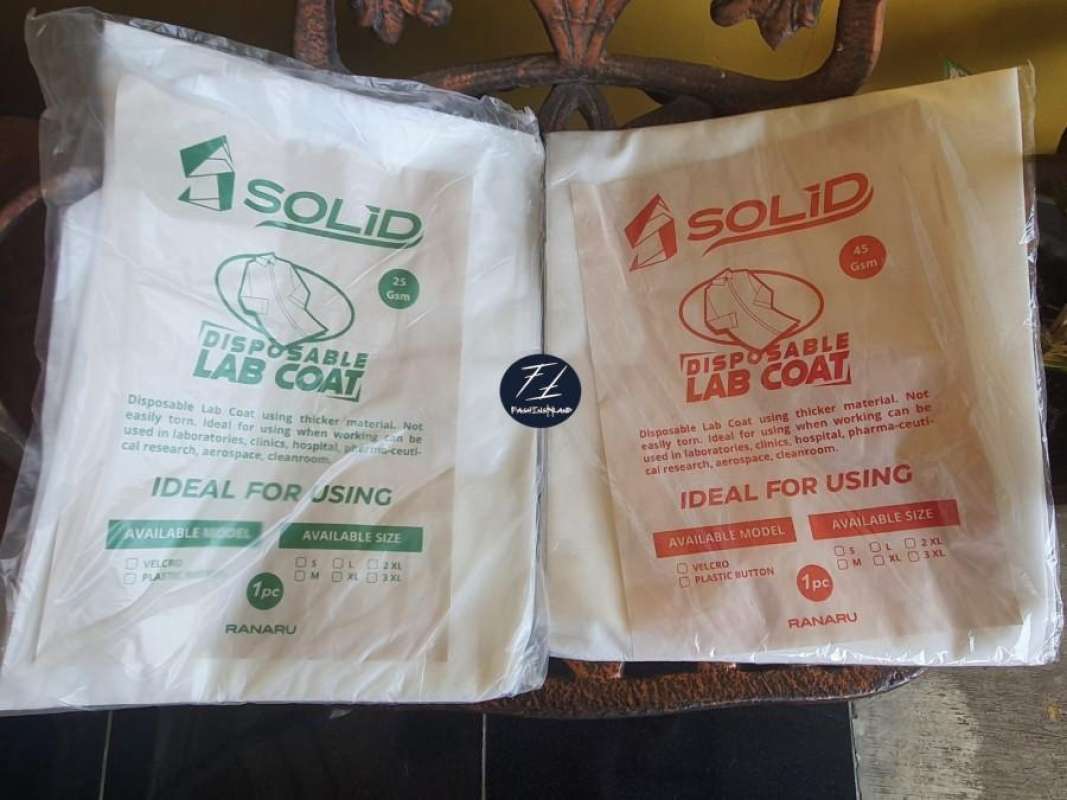 SOLiD
25
Gsm
DISPOSABLE
LAB COAT
Disposable Lab Coat using thicker material. Not
easily torn. Ideal for using when working can be
used in laboratories, clinics, hospital, pharma-ceuti-
cal research, aerospace, cleanroom.
IDEAL FOR USING
AVAILABLE MODEL
VELCRO
PLASTIC BUTTON
AVAILABLE SIZE
S L 2 XL
M XL 3 XL
1pc
RANARU
FASHINSLAND
SOLiD
45
Gsm
DISPOSABLE
LAB COAT
Disposable Lab Coat using thicker material. Not
easily torn. Ideal for using when working can be
used in laboratories, clinics, hospital, pharma-ceuti-
cal research, aerospace, cleanroom.
IDEAL FOR USING
AVAILABLE MODEL
VELCRO
PLASTIC BUTTON
AVAILABLE SIZE
S L 2 XL
M XL 3 XL
1pc
RANARU